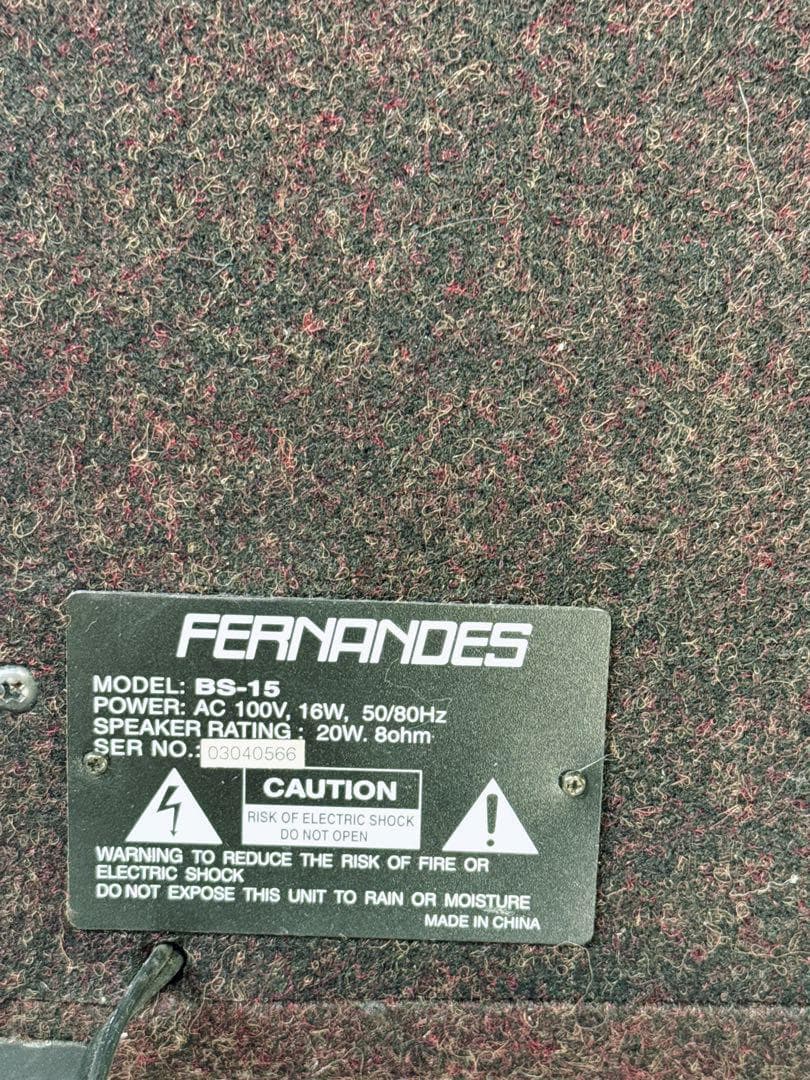 FERNANDES
MODEL: BS-15
POWER: AC 100V, 16W, 50/80Hz
SPEAKER RATING : 20W. 8ohm
SER NO.: 03040566
CAUTION
RISK OF ELECTRIC SHOCK
DO NOT OPEN
WARNING TO REDUCE THE RISK OF FIRE OR
ELECTRIC SHOCK
DO NOT EXPOSE THIS UNIT TO RAIN OR MOISTURE
MADE IN CHINA